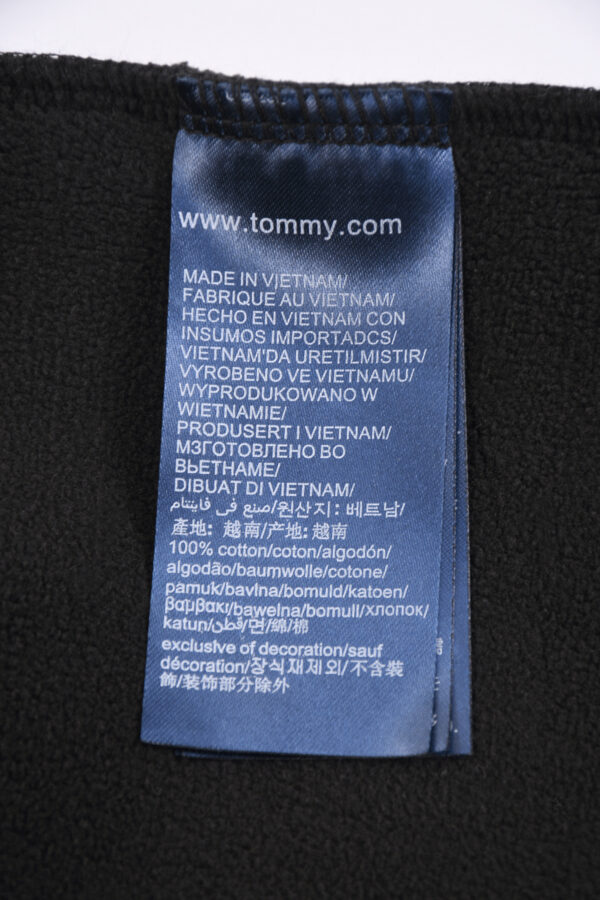 www.tommy.com
MADE IN VIETNAM/
FABRIQUE AU VIETNAM/
HECHO EN VIETNAM CON
INSUMOS IMPORTADCS/
VIETNAM'DA URETILMISTIR/
VYROBENO VE VIETNAMU/
WYPRODUKOWANO W
WIETNAMIE/
PRODUSERT I VIETNAM/
МЗГОТОВЛЕНО ВО
ВЬЕТНАМЕ/
DIBUAT DI VIETNAM/
صنع في فايتنام/원산지: 베트남/
產地: 越南/产地: 越南
100% cotton/coton/algodón/
algodão/baumwolle/cotone/
pamuk/bavlna/bomuld/katoen/
βαμβακι/bawelna/bomull/хлопок/
katun/قطن/면/綿/棉
exclusive of decoration/sauf
décoration/장식재제외/不含裝
飾/装饰部分除外